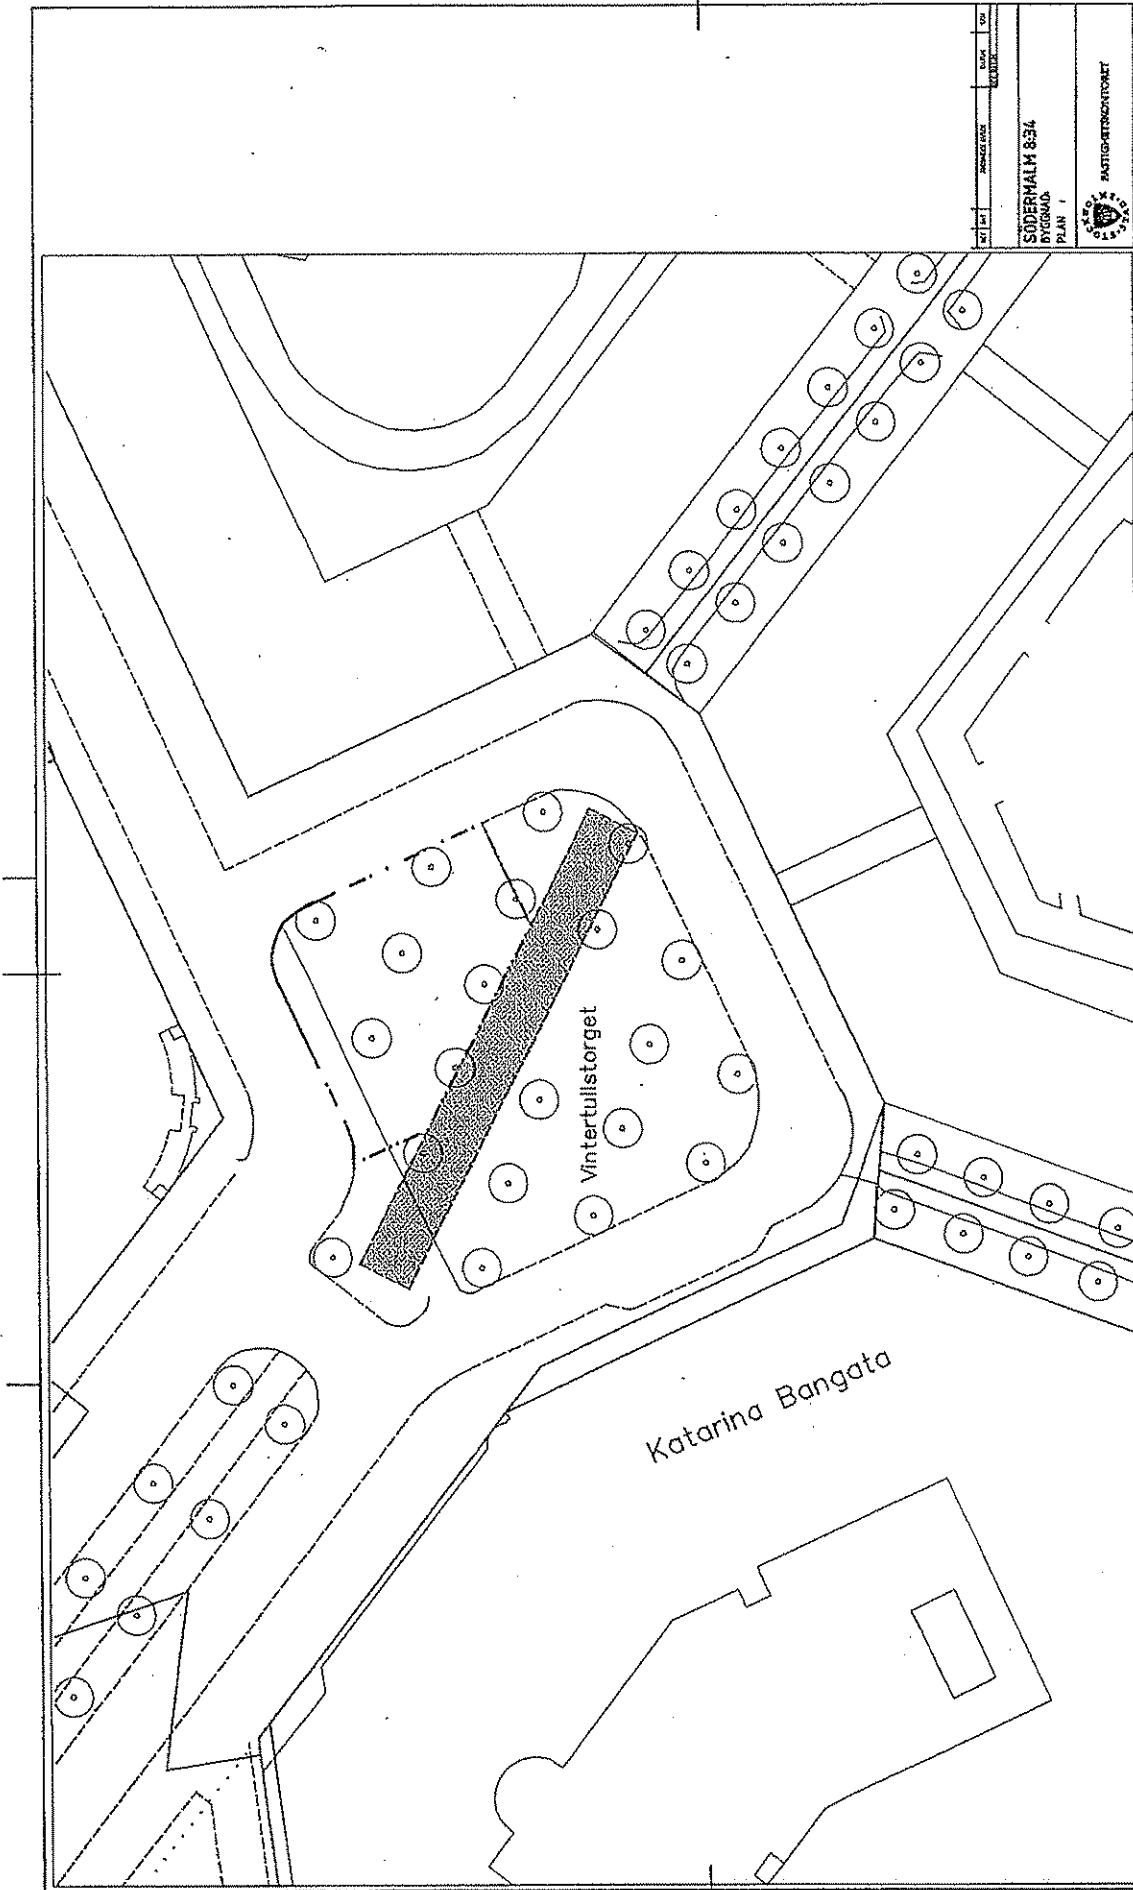 SÖDERMALM 8:34
BYGGNAD:
PLAN
FASTIGHETSKONTORET
Vintertullstorget
Katarina Bangata